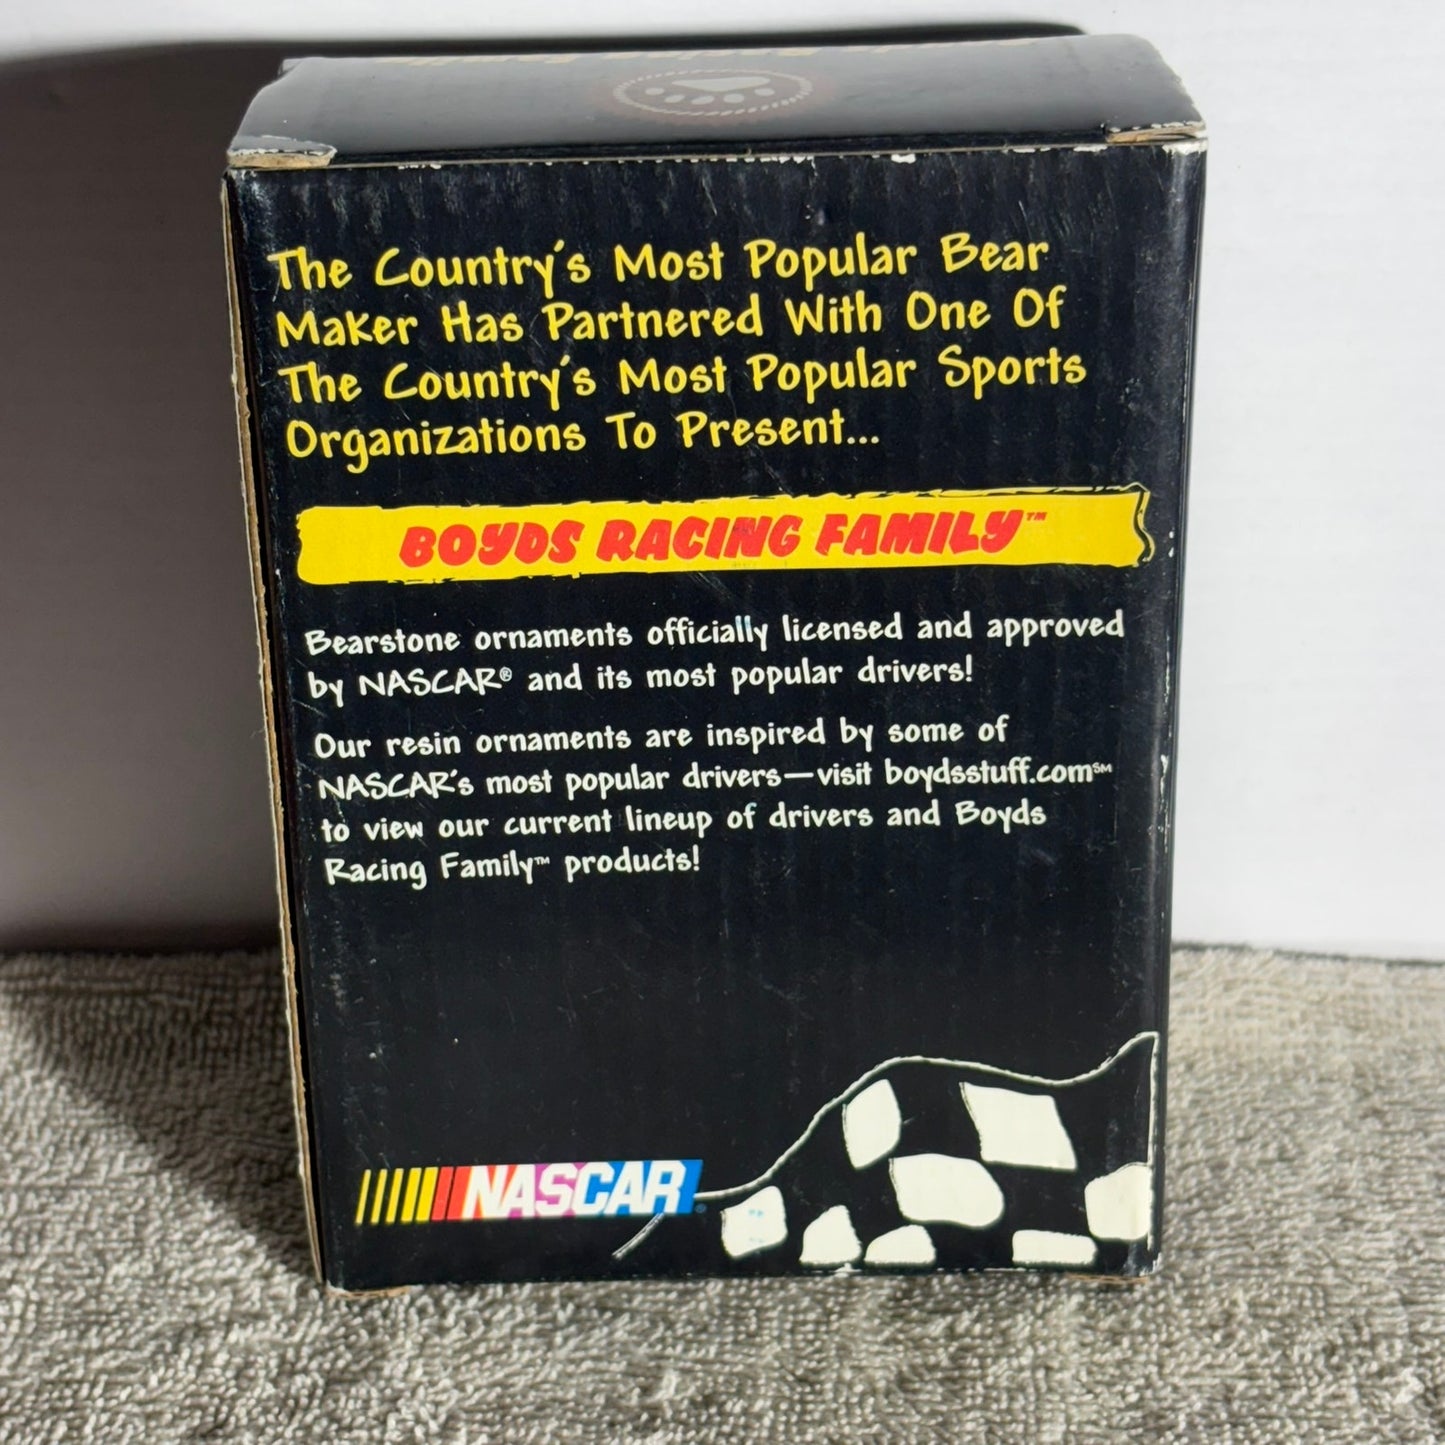 The Country's Most Popular Bear
Maker Has Partnered With One Of
The Country's Most Popular Sports
Organizations To Present...
BOYDS RACING FAMILY™
Bearstone ornaments officially licensed and approved
by NASCAR® and its most popular drivers!
Our resin ornaments are inspired by some of
NASCAR's most popular drivers—visit boydsstuff.com℠
to view our current lineup of drivers and Boyds
Racing Family™ products!
NASCAR®